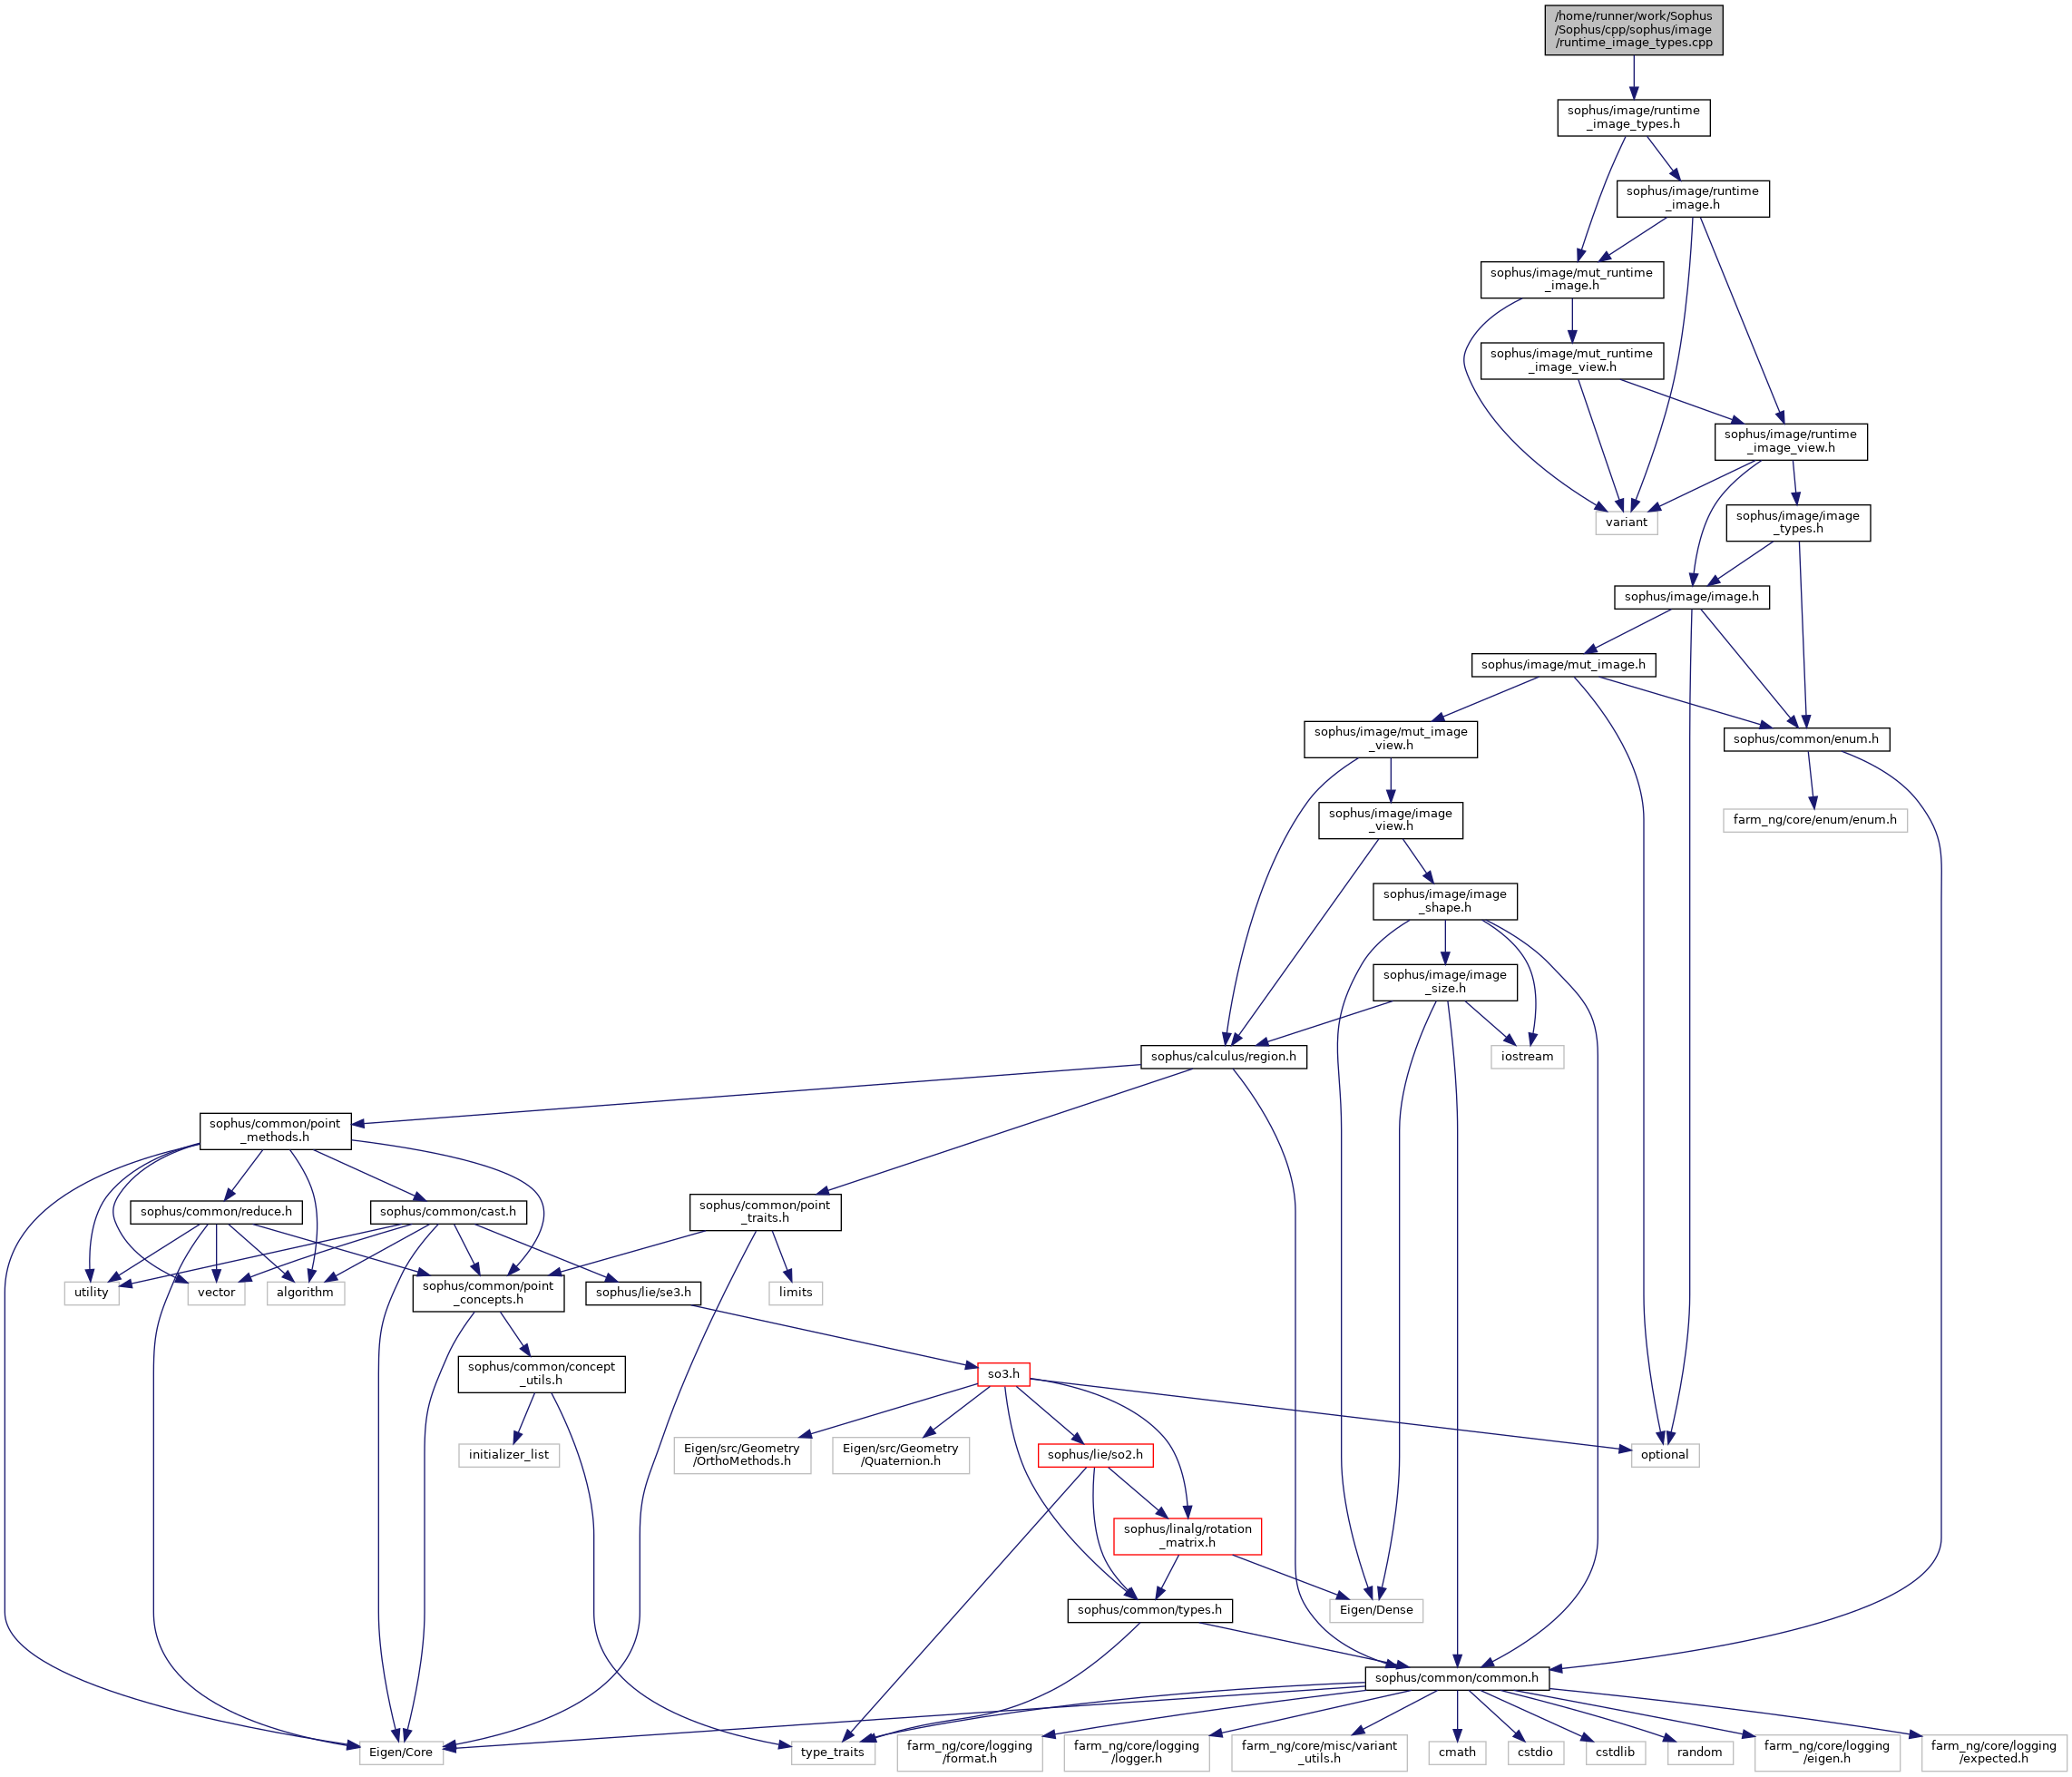 /home/runner/work/Sophus
/Sophus/cpp/sophus/image
/runtime_image_types.cpp
sophus/image/runtime
_image_types.h
sophus/image/runtime
_image.h
sophus/image/mut_runtime
_image.h
sophus/image/mut_runtime
_image_view.h
sophus/image/runtime
_image_view.h
variant
sophus/image/image
_types.h
sophus/image/image.h
sophus/image/mut_image.h
sophus/image/mut_image
_view.h
sophus/common/enum.h
sophus/image/image
_view.h
farm_ng/core/enum/enum.h
sophus/image/image
_shape.h
sophus/image/image
_size.h
sophus/calculus/region.h
iostream
sophus/common/point
_methods.h
sophus/common/reduce.h
sophus/common/cast.h
sophus/common/point
_traits.h
utility
vector
algorithm
sophus/common/point
_concepts.h
sophus/lie/se3.h
limits
sophus/common/concept
_utils.h
so3.h
initializer_list
Eigen/src/Geometry
/OrthoMethods.h
Eigen/src/Geometry
/Quaternion.h
sophus/lie/so2.h
optional
sophus/linalg/rotation
_matrix.h
sophus/common/types.h
Eigen/Dense
sophus/common/common.h
Eigen/Core
type_traits
farm_ng/core/logging
/format.h
farm_ng/core/logging
/logger.h
farm_ng/core/misc/variant
_utils.h
cmath
cstdio
cstdlib
random
farm_ng/core/logging
/eigen.h
farm_ng/core/logging
/expected.h